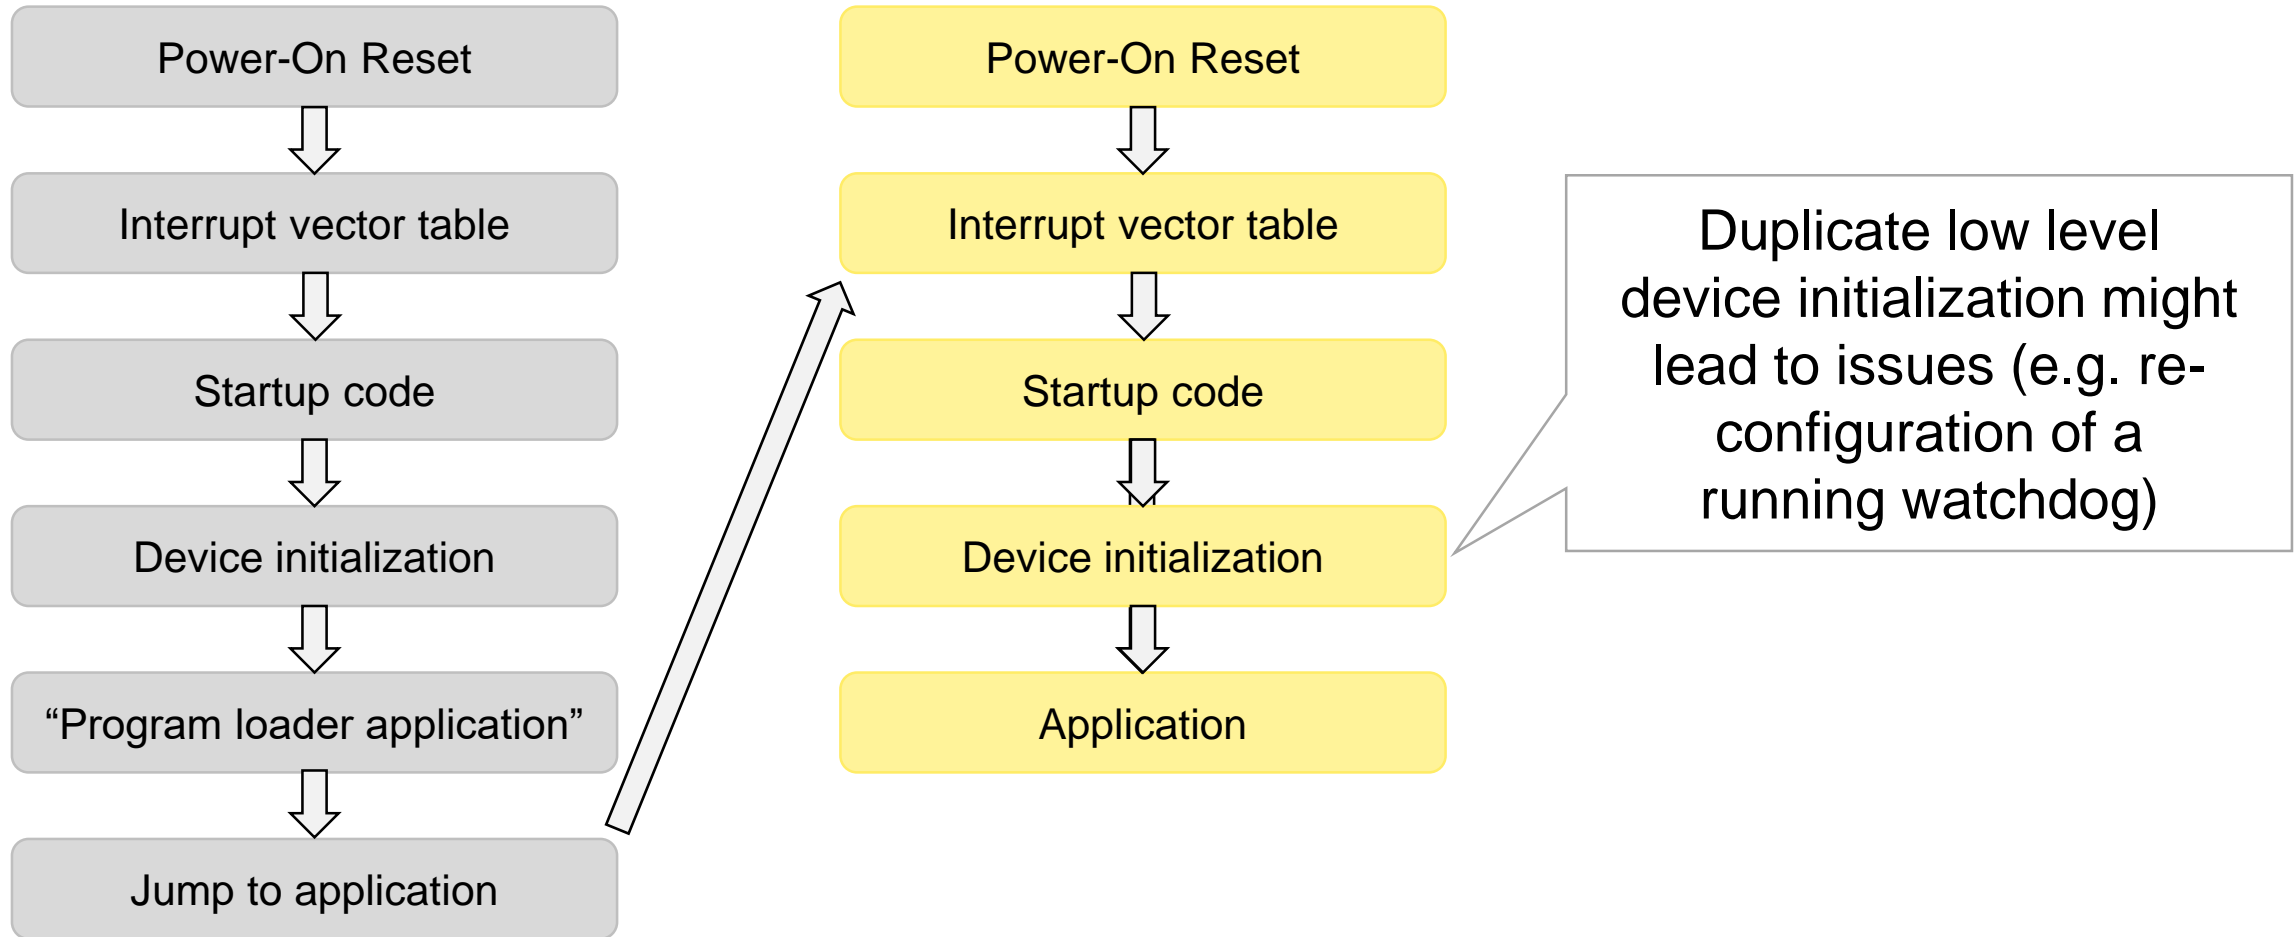 Power-On Reset
Interrupt vector table
Startup code
Device initialization
“Program loader application”
Jump to application
Power-On Reset
Interrupt vector table
Startup code
Device initialization
Application
Duplicate low level
device initialization might
lead to issues (e.g. re-
configuration of a
running watchdog)